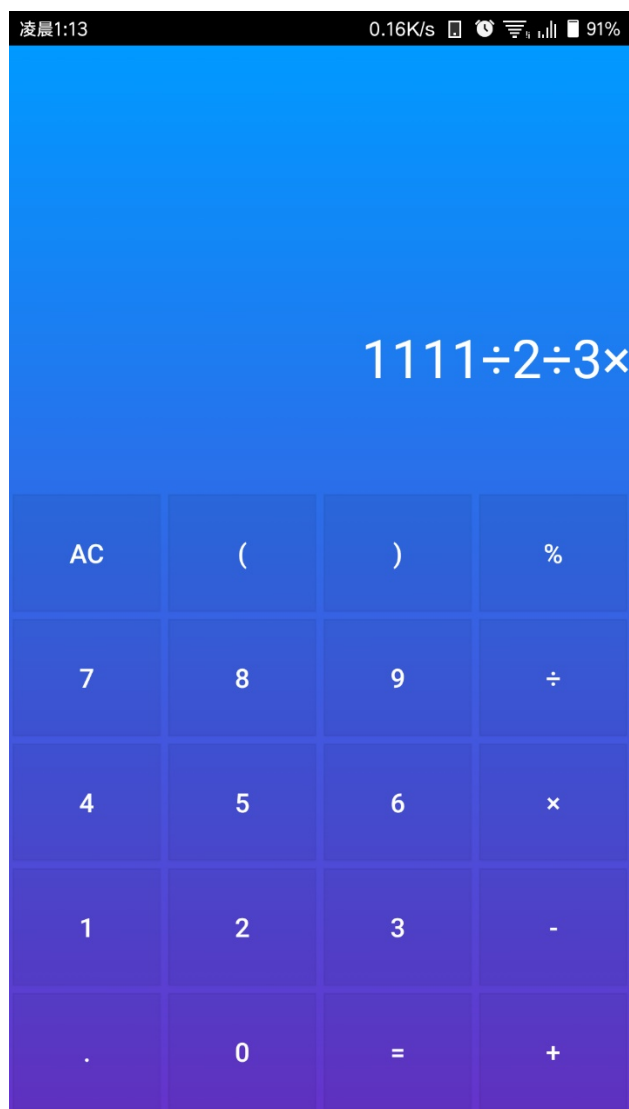 凌晨1:13 0.16K/s 91%
1111÷2÷3×
AC ( ) %
7 8 9 ÷
4 5 6 ×
1 2 3 -
. 0 = +